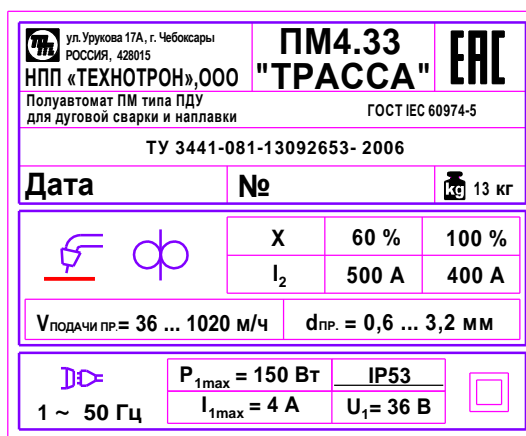 ул. Урукова 17А, г. Чебоксары
РОССИЯ, 428015
НПП «ТЕХНОТРОН»,ООО
ПМ4.33
"ТРАССА"
ЕАС
Полуавтомат ПМ типа ПДУ
для дуговой сварки и наплавки
ГОСТ IEC 60974-5
ТУ 3441-081-13092653- 2006
Дата
№
kg 13 кг
X 60 % 100 %
I2 500 А 400 А
VПОДАЧИ ПР.= 36 ... 1020 м/ч
dПР. = 0,6 ... 3,2 мм
1 ~ 50 Гц
P1max = 150 Вт
IP53
I1max = 4 А
U1= 36 В